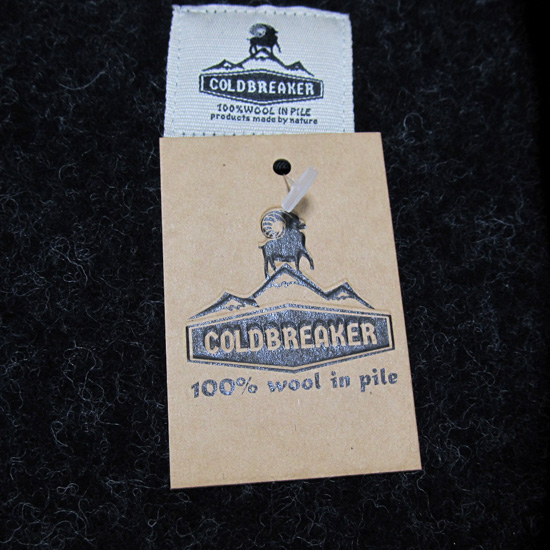 COLDBREAKER
100% WOOL IN PILE
products made by nature
COLDBREAKER
100% wool in pile